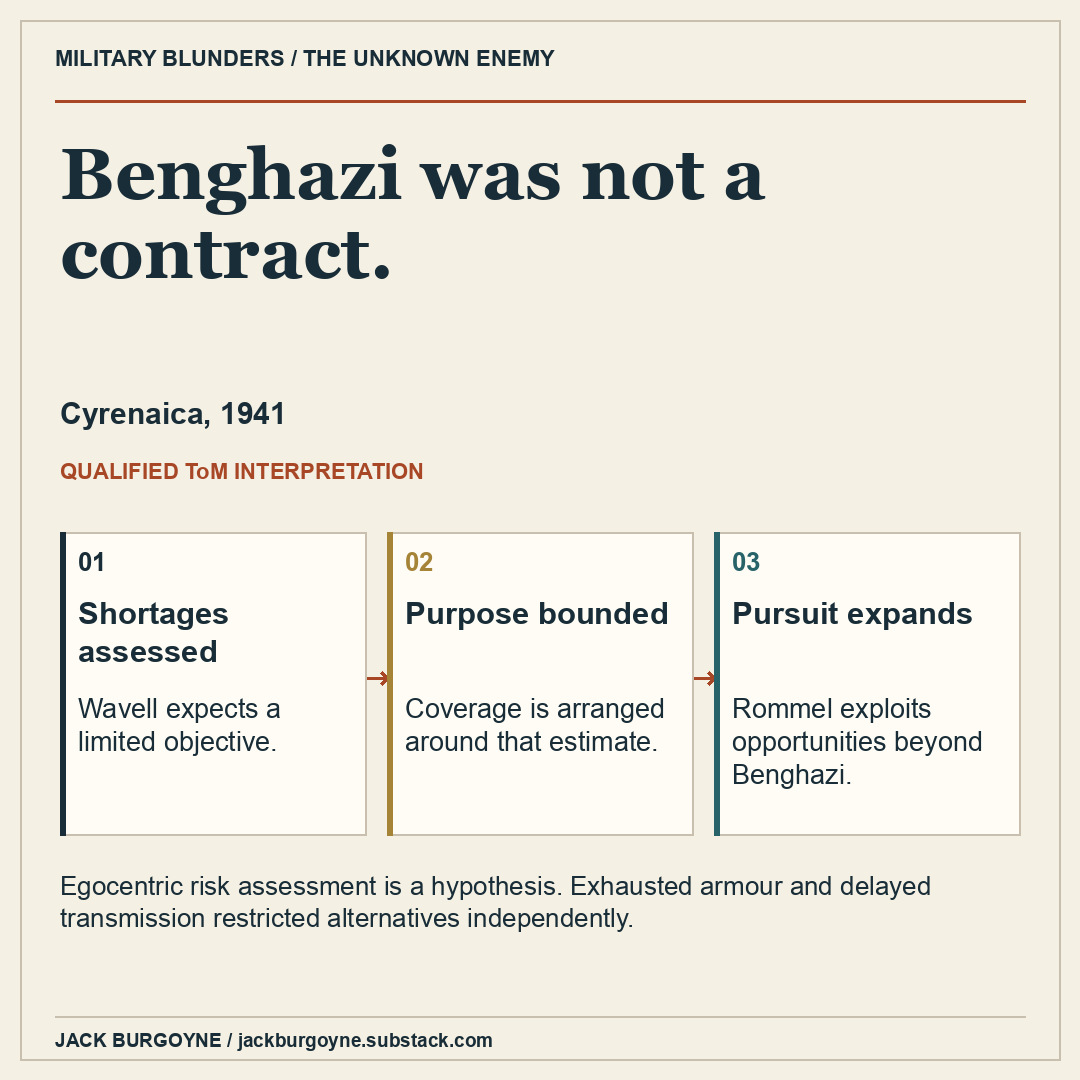 MILITARY BLUNDERS / THE UNKNOWN ENEMY
Benghazi was not a
contract.
Cyrenaica, 1941
QUALIFIED ToM INTERPRETATION
01
Shortages
assessed
Wavell expects a
limited objective.
02
Purpose bounded
Coverage is arranged
around that estimate.
03
Pursuit expands
Rommel exploits
opportunities beyond
Benghazi.
Egocentric risk assessment is a hypothesis. Exhausted armour and delayed
transmission restricted alternatives independently.
JACK BURGOYNE / jackburgoyne.substack.com